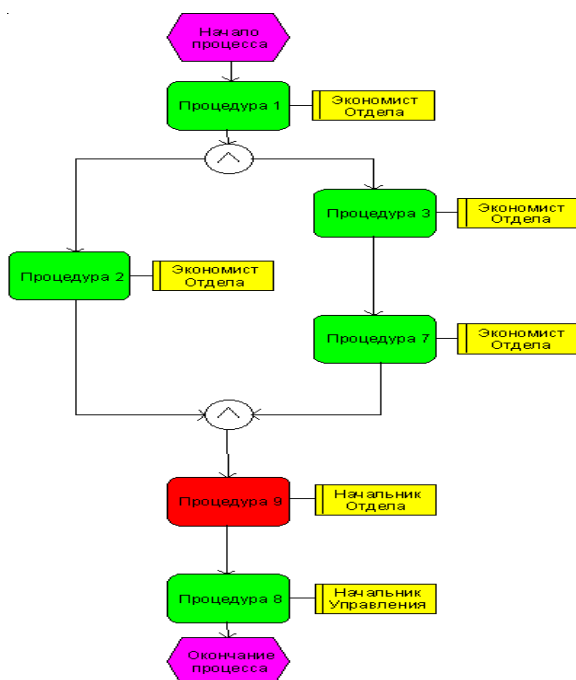 Начало
процесса
Процедура 1
Экономист
Отдела
Процедура 3
Экономист
Отдела
Процедура 2
Экономист
Отдела
Процедура 7
Экономист
Отдела
Процедура 9
Начальник
Отдела
Процедура 8
Начальник
Управления
Окончание
процесса